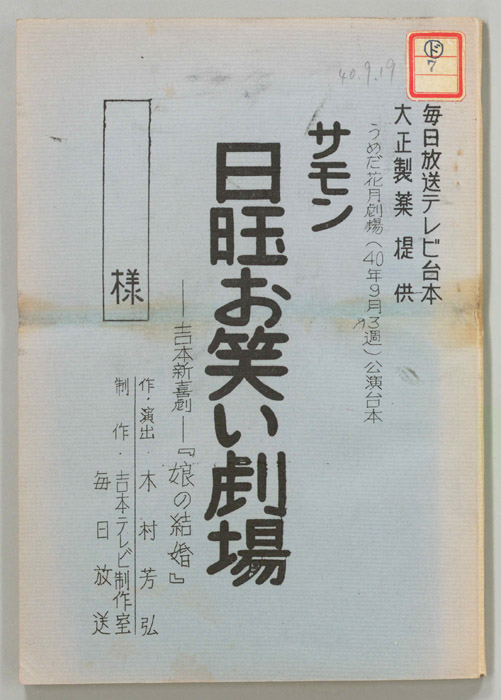 ㋣
7
40.9.19
毎日放送テレビ台本
大正製薬 提供
うめだ花月劇場(40年9月3週)公演台本
サモン
日旺お笑い劇場
――吉本新喜劇――『娘の結婚』
作・演出・木村芳弘
制作・吉本テレビ制作室
毎日放送
様